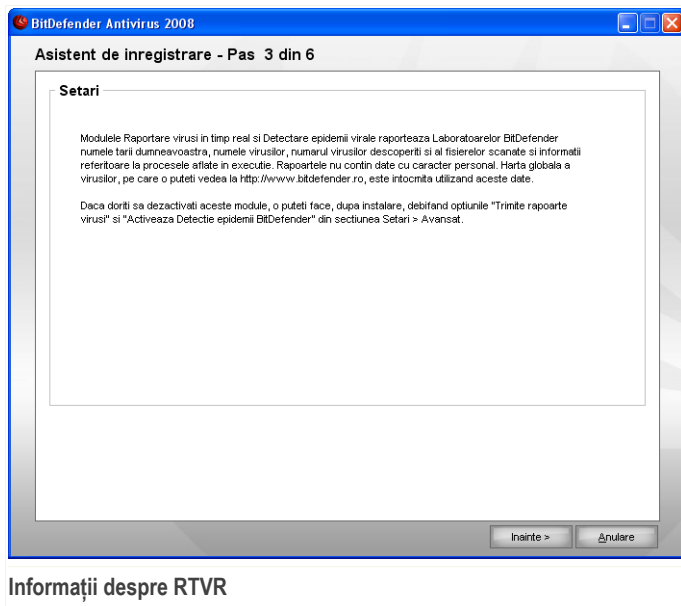 BitDefender Antivirus 2008
Asistent de inregistrare - Pas 3 din 6
Setari
Modulele Raportare virusi in timp real si Detectare epidemii virale raporteaza Laboratoarelor BitDefender
numele tarii dumneavoastra, numele virusilor, numarul virusilor descoperiti si al fisierelor scanate si informatii
referitoare la procesele aflate in executie. Rapoartele nu contin date cu caracter personal. Harta globala a
virusilor, pe care o puteti vedea la http://www.bitdefender.ro, este intocmita utilizand aceste date.
Daca doriti sa dezactivati aceste module, o puteti face, dupa instalare, debifand optiunile "Trimite rapoarte
virusi" si "Activeaza Detectie epidemii BitDefender" din sectiunea Setari > Avansat.
Inainte >
Anulare
Informații despre RTVR